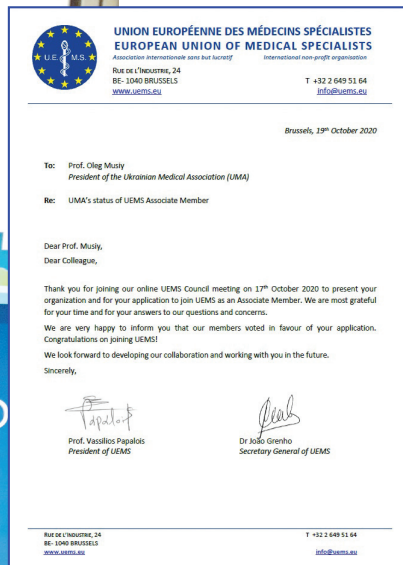 UNION EUROPÉENNE DES MÉDECINS SPÉCIALISTES
EUROPEAN UNION OF MEDICAL SPECIALISTS
Association internationale sans but lucratif International non-profit organisation
U.E. M.S.
RUE DE L'INDUSTRIE, 24
BE- 1040 BRUSSELS T +32 2 649 51 64
www.uems.eu info@uems.eu
Brussels, 19th October 2020
To: Prof. Oleg Musiy
President of the Ukrainian Medical Association (UMA)
Re: UMA's status of UEMS Associate Member
Dear Prof. Musiy,
Dear Colleague,
Thank you for joining our online UEMS Council meeting on 17th October 2020 to present your
organization and for your application to join UEMS as an Associate Member. We are most grateful
for your time and for your answers to our questions and concerns.
We are very happy to inform you that our members voted in favour of your application.
Congratulations on joining UEMS!
We look forward to developing our collaboration and working with you in the future.
Sincerely,
Papalois
Prof. Vassilios Papalois Dr João Grenho
President of UEMS Secretary General of UEMS
RUE DE L'INDUSTRIE, 24 T +32 2 649 51 64
BE- 1040 BRUSSELS
www.uems.eu info@uems.eu